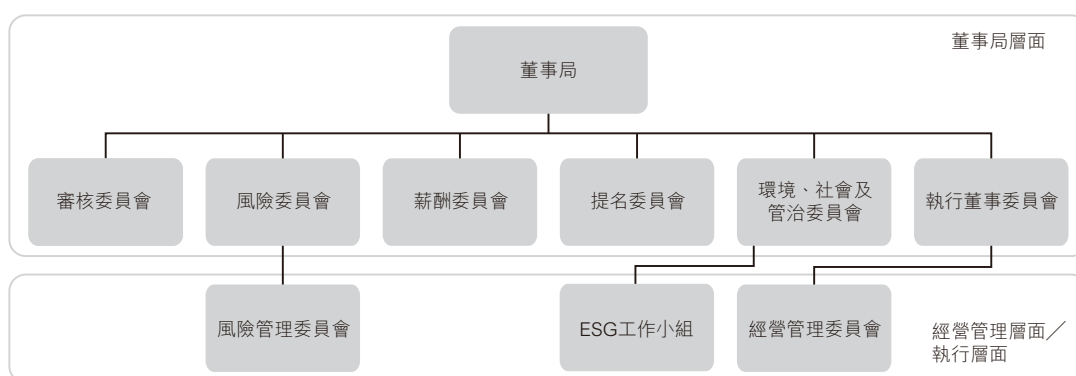 董事局層面
董事局
審核委員會
風險委員會
薪酬委員會
提名委員會
環境、社會及
管治委員會
執行董事委員會
風險管理委員會
ESG工作小組
經營管理委員會
經營管理層面／
執行層面